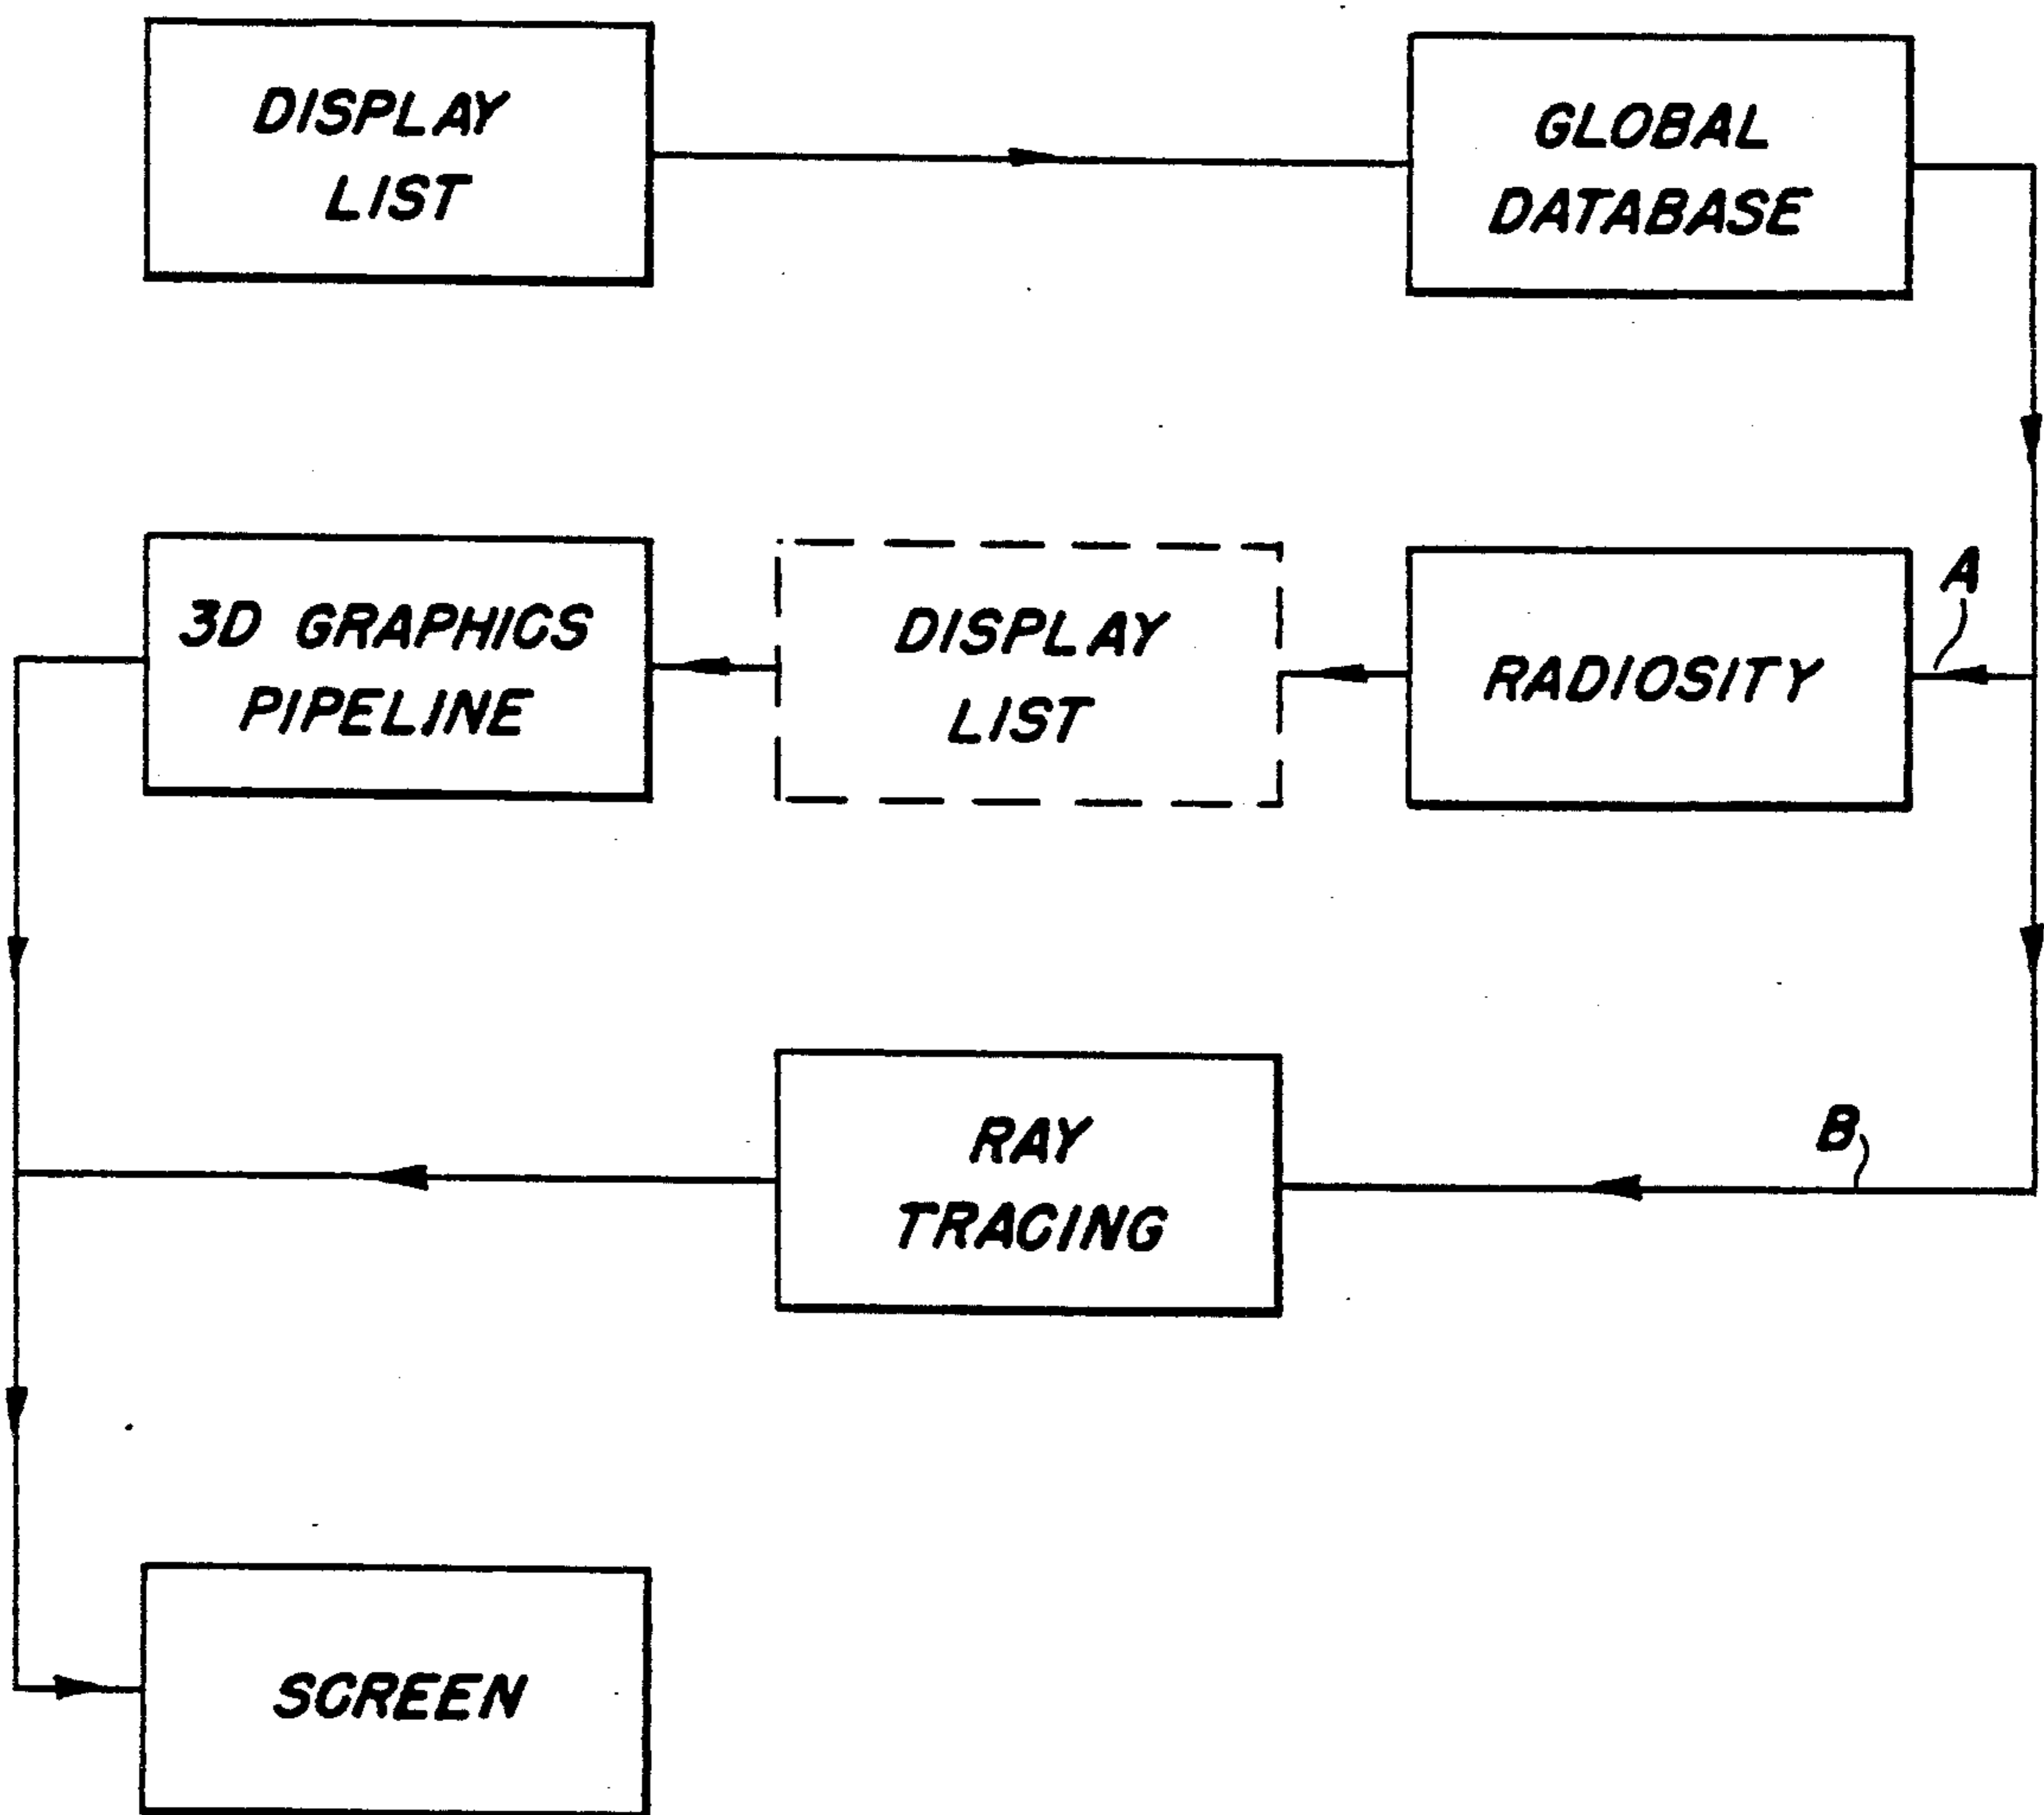 DISPLAY
LIST
GLOBAL
DATABASE
3D GRAPHICS
PIPELINE
DISPLAY
LIST
RADIOSITY
A
RAY
TRACING
B
SCREEN